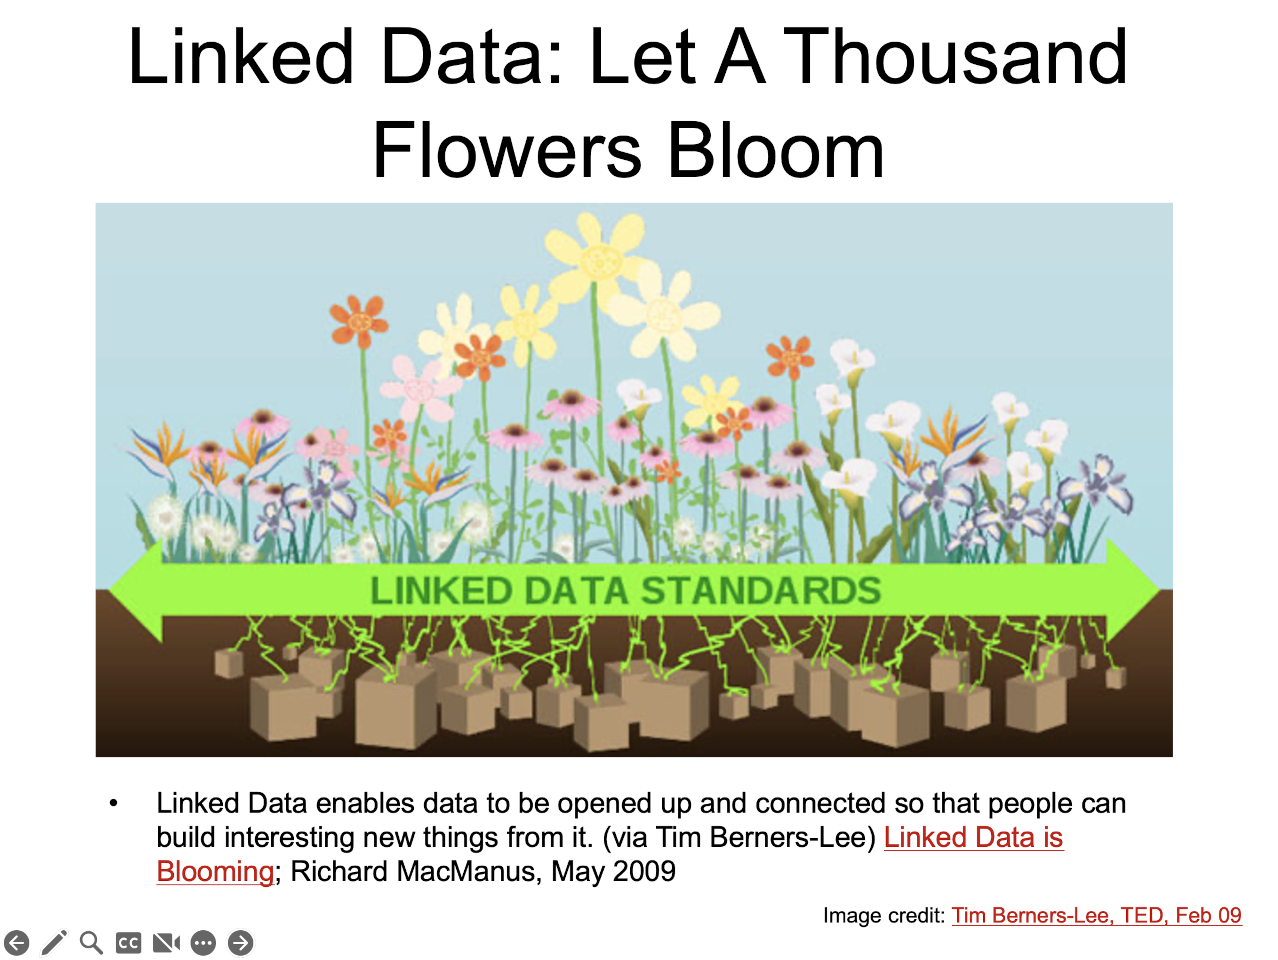 Linked Data: Let A Thousand
Flowers Bloom
LINKED DATA STANDARDS
• Linked Data enables data to be opened up and connected so that people can
build interesting new things from it. (via Tim Berners-Lee) Linked Data is
Blooming; Richard MacManus, May 2009
Image credit: Tim Berners-Lee, TED, Feb 09
CC